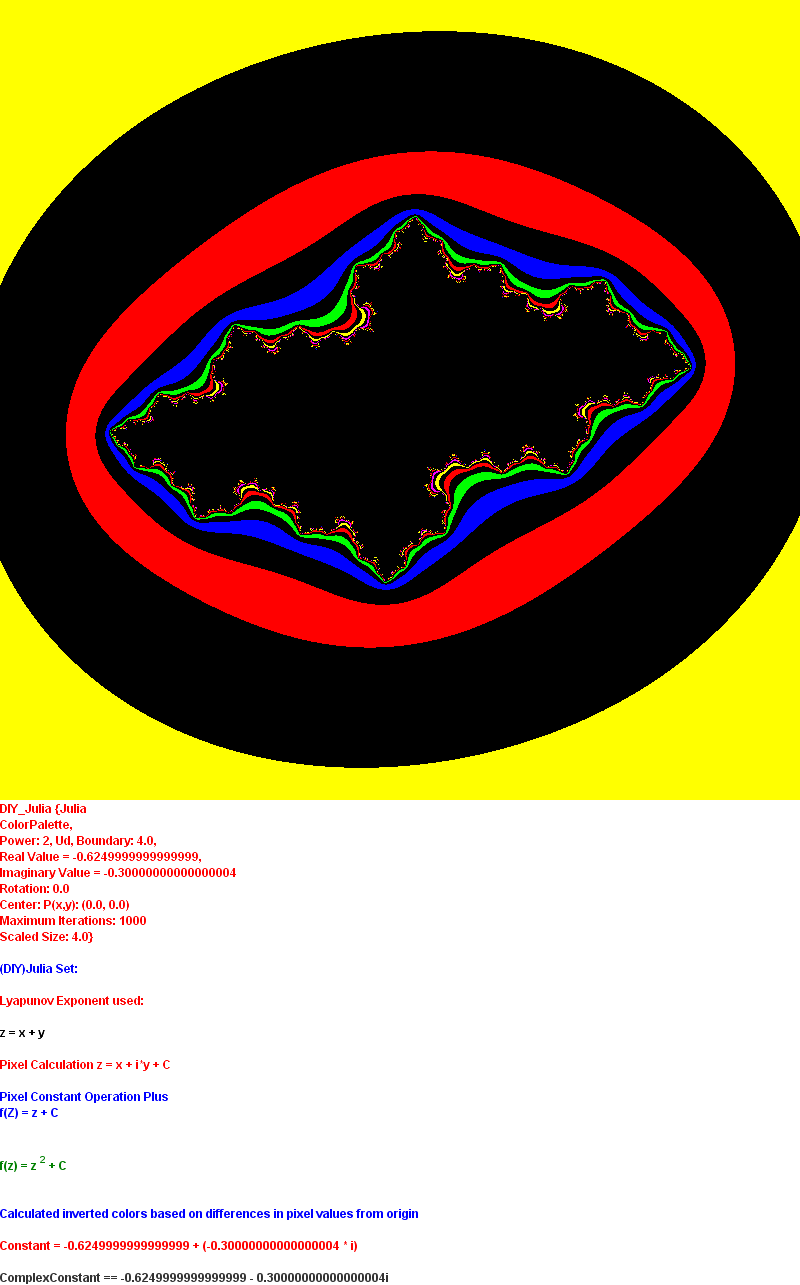 DIY_Julia {Julia
ColorPalette,
Power: 2, Ud, Boundary: 4.0,
Real Value = -0.6249999999999999,
Imaginary Value = -0.30000000000000004
Rotation: 0.0
Center: P(x,y): (0.0, 0.0)
Maximum Iterations: 1000
Scaled Size: 4.0}
(DIY)Julia Set:
Lyapunov Exponent used:
z = x + y
Pixel Calculation z = x + i*y + C
Pixel Constant Operation Plus
f(Z) = z + C
f(z) = z ² + C
Calculated inverted colors based on differences in pixel values from origin
Constant = -0.6249999999999999 + (-0.30000000000000004 * i)
ComplexConstant == -0.6249999999999999 - 0.30000000000000004i